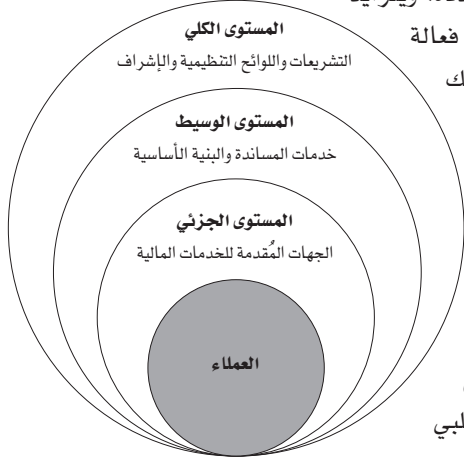 ويتزايد
المستوى الكلي
فعالة
التشريعات واللوائح التنظيمية والإشراف
المستوى الوسيط
خدمات المساندة والبنية الأساسية
المستوى الجزئي
الجهات المُقدمة للخدمات المالية
العملاء